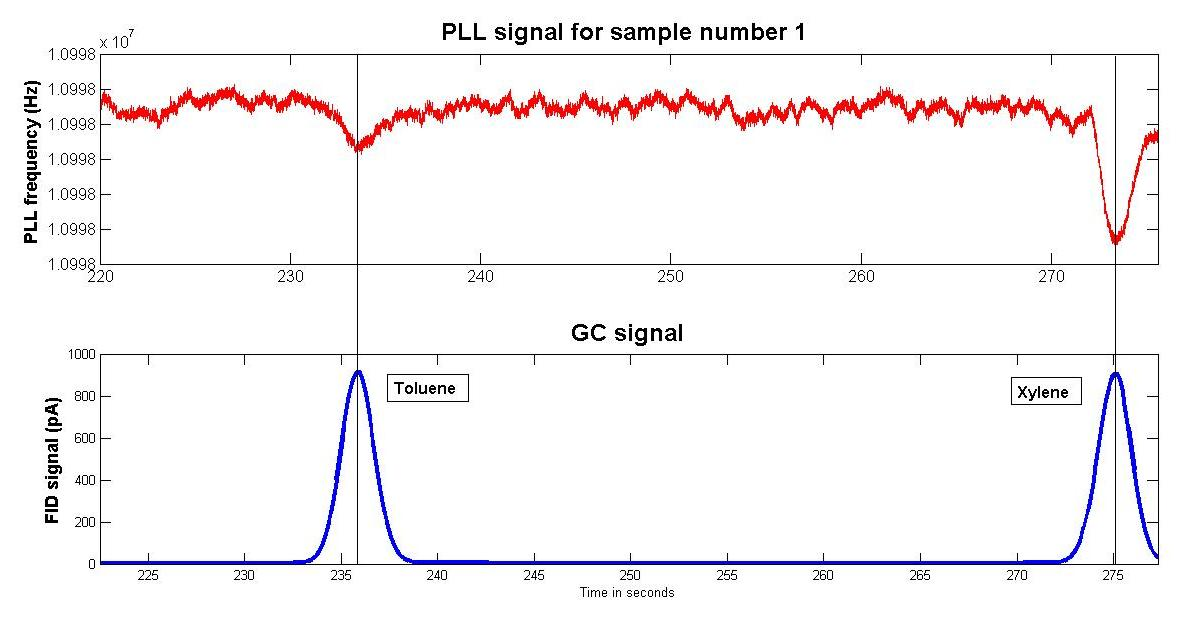 PLL signal for sample number 1
x 10^7
PLL frequency (Hz)
1.0998
1.0998
1.0998
1.0998
1.0998
1.0998
1.0998
220 230 240 250 260 270
GC signal
FID signal (pA)
1000
800
600
400
200
0
Toluene
Xylene
225 230 235 240 245 250 255 260 265 270 275
Time in seconds